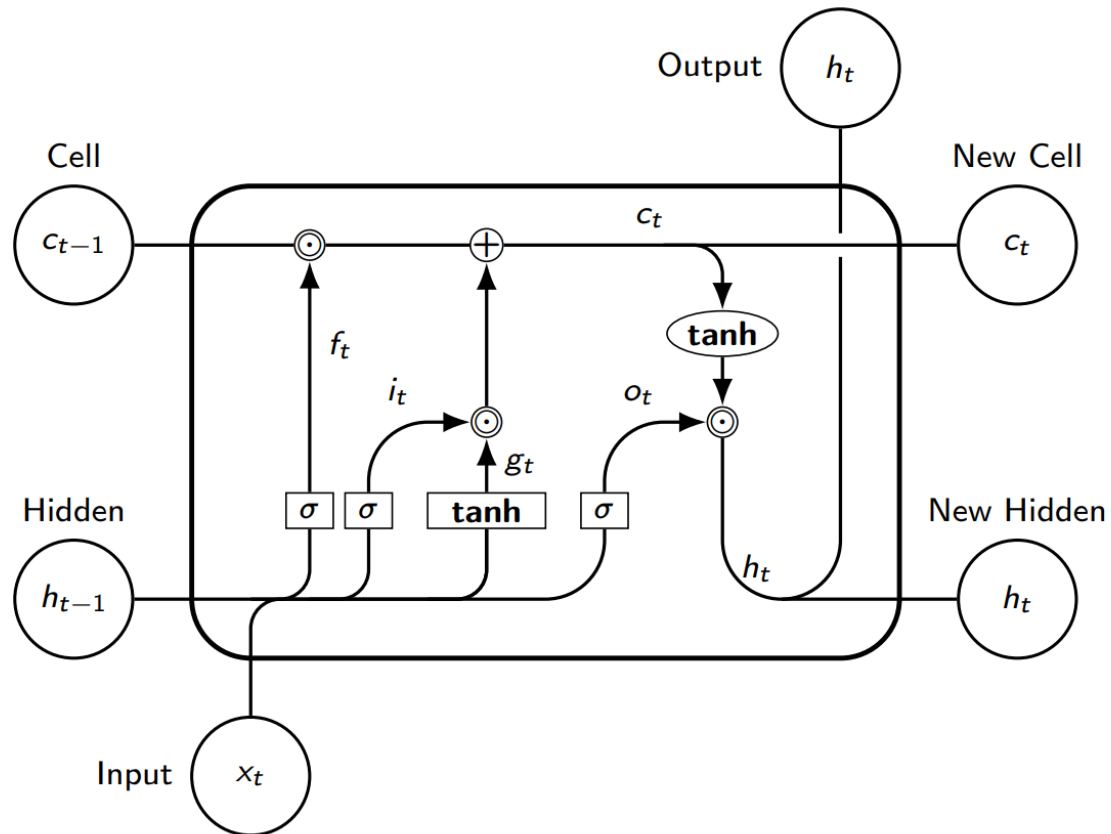 Output
h_t
Cell
New Cell
c_{t−1}
c_t
c_t
+
tanh
f_t
i_t
o_t
g_t
σ
σ
tanh
σ
Hidden
New Hidden
h_{t−1}
h_t
h_t
Input
x_t